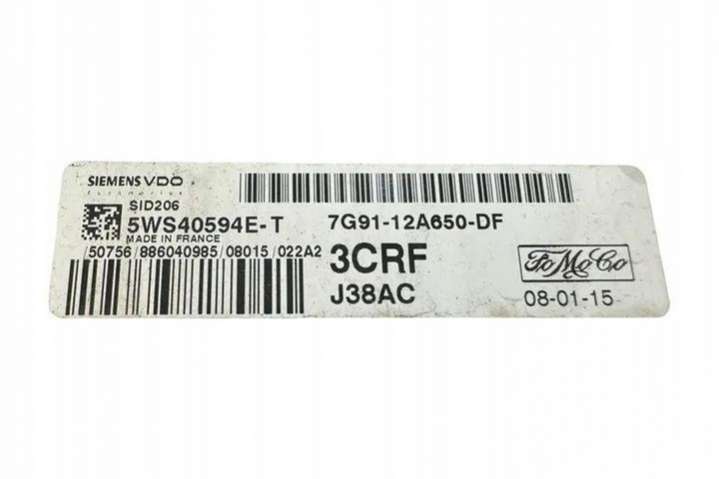 SIEMENS VDO
Automotive
SID206
5WS40594E-T
MADE IN FRANCE
/50756/886040985/08015/022A2
7G91-12A650-DF
3CRF
J38AC
FoMoCo
08-01-15